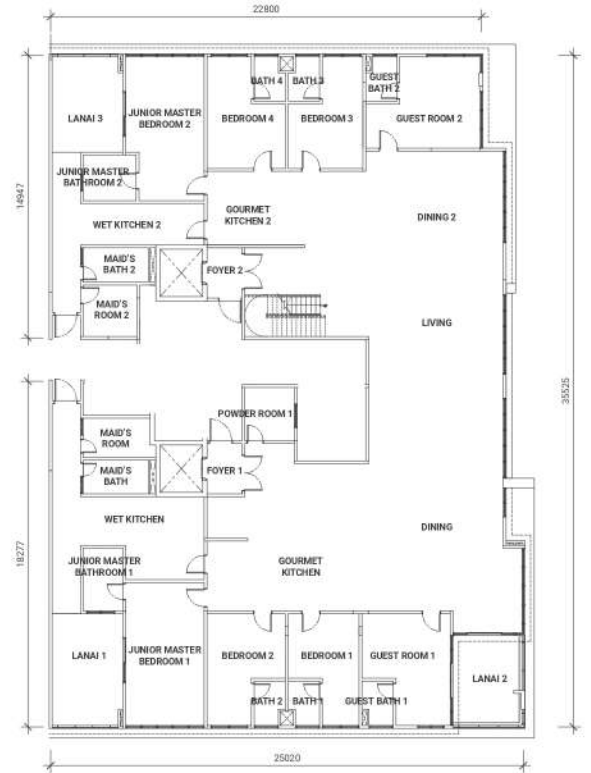 22800
BATH 4
BATH 3
GUEST
BATH 2
LANAI 3
JUNIOR MASTER
BEDROOM 2
BEDROOM 4
BEDROOM 3
GUEST ROOM 2
JUNIOR MASTER
BATHROOM 2
14947
GOURMET
KITCHEN 2
DINING 2
WET KITCHEN 2
MAID'S
BATH 2
FOYER 2
MAID'S
ROOM 2
LIVING
35525
POWDER ROOM 1
MAID'S
ROOM
MAID'S
BATH
FOYER 1
WET KITCHEN
DINING
18277
JUNIOR MASTER
BATHROOM 1
GOURMET
KITCHEN
LANAI 1
JUNIOR MASTER
BEDROOM 1
BEDROOM 2
BEDROOM 1
GUEST ROOM 1
LANAI 2
BATH 2
BATH 1
GUEST BATH 1
25020